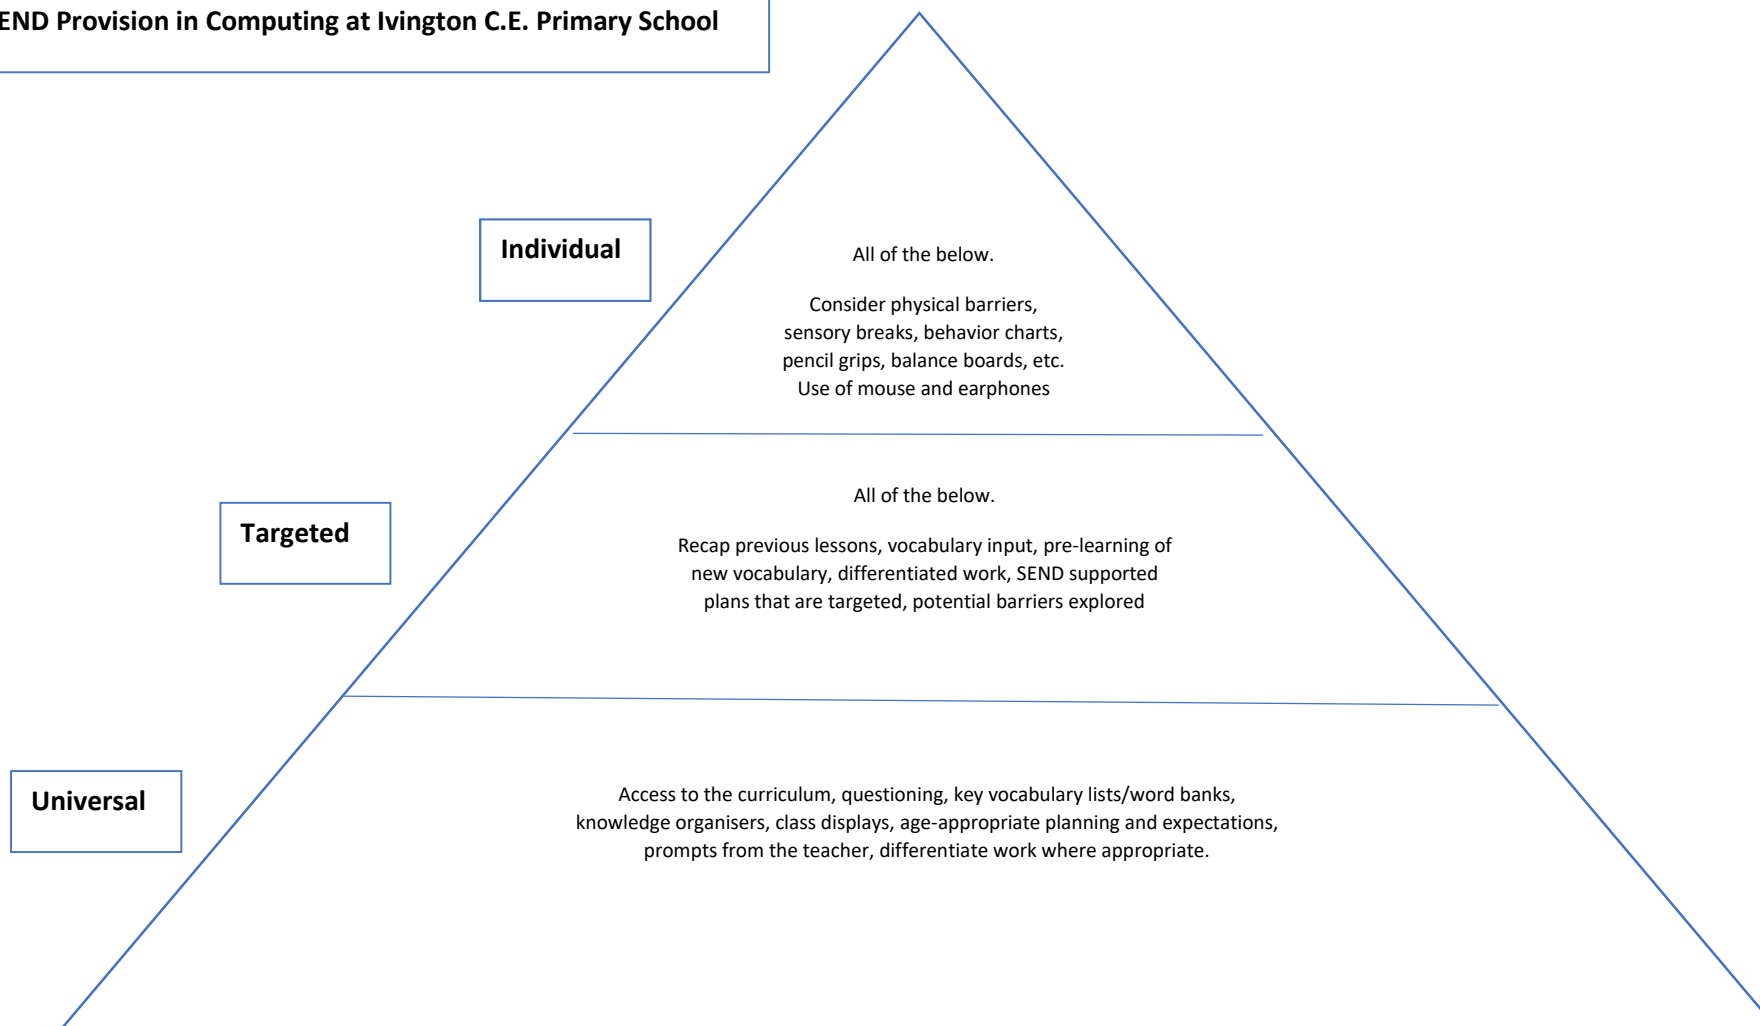 END Provision in Computing at Ivington C.E. Primary School
Individual
All of the below.
Consider physical barriers,
sensory breaks, behavior charts,
pencil grips, balance boards, etc.
Use of mouse and earphones
Targeted
All of the below.
Recap previous lessons, vocabulary input, pre-learning of
new vocabulary, differentiated work, SEND supported
plans that are targeted, potential barriers explored
Universal
Access to the curriculum, questioning, key vocabulary lists/word banks,
knowledge organisers, class displays, age-appropriate planning and expectations,
prompts from the teacher, differentiate work where appropriate.